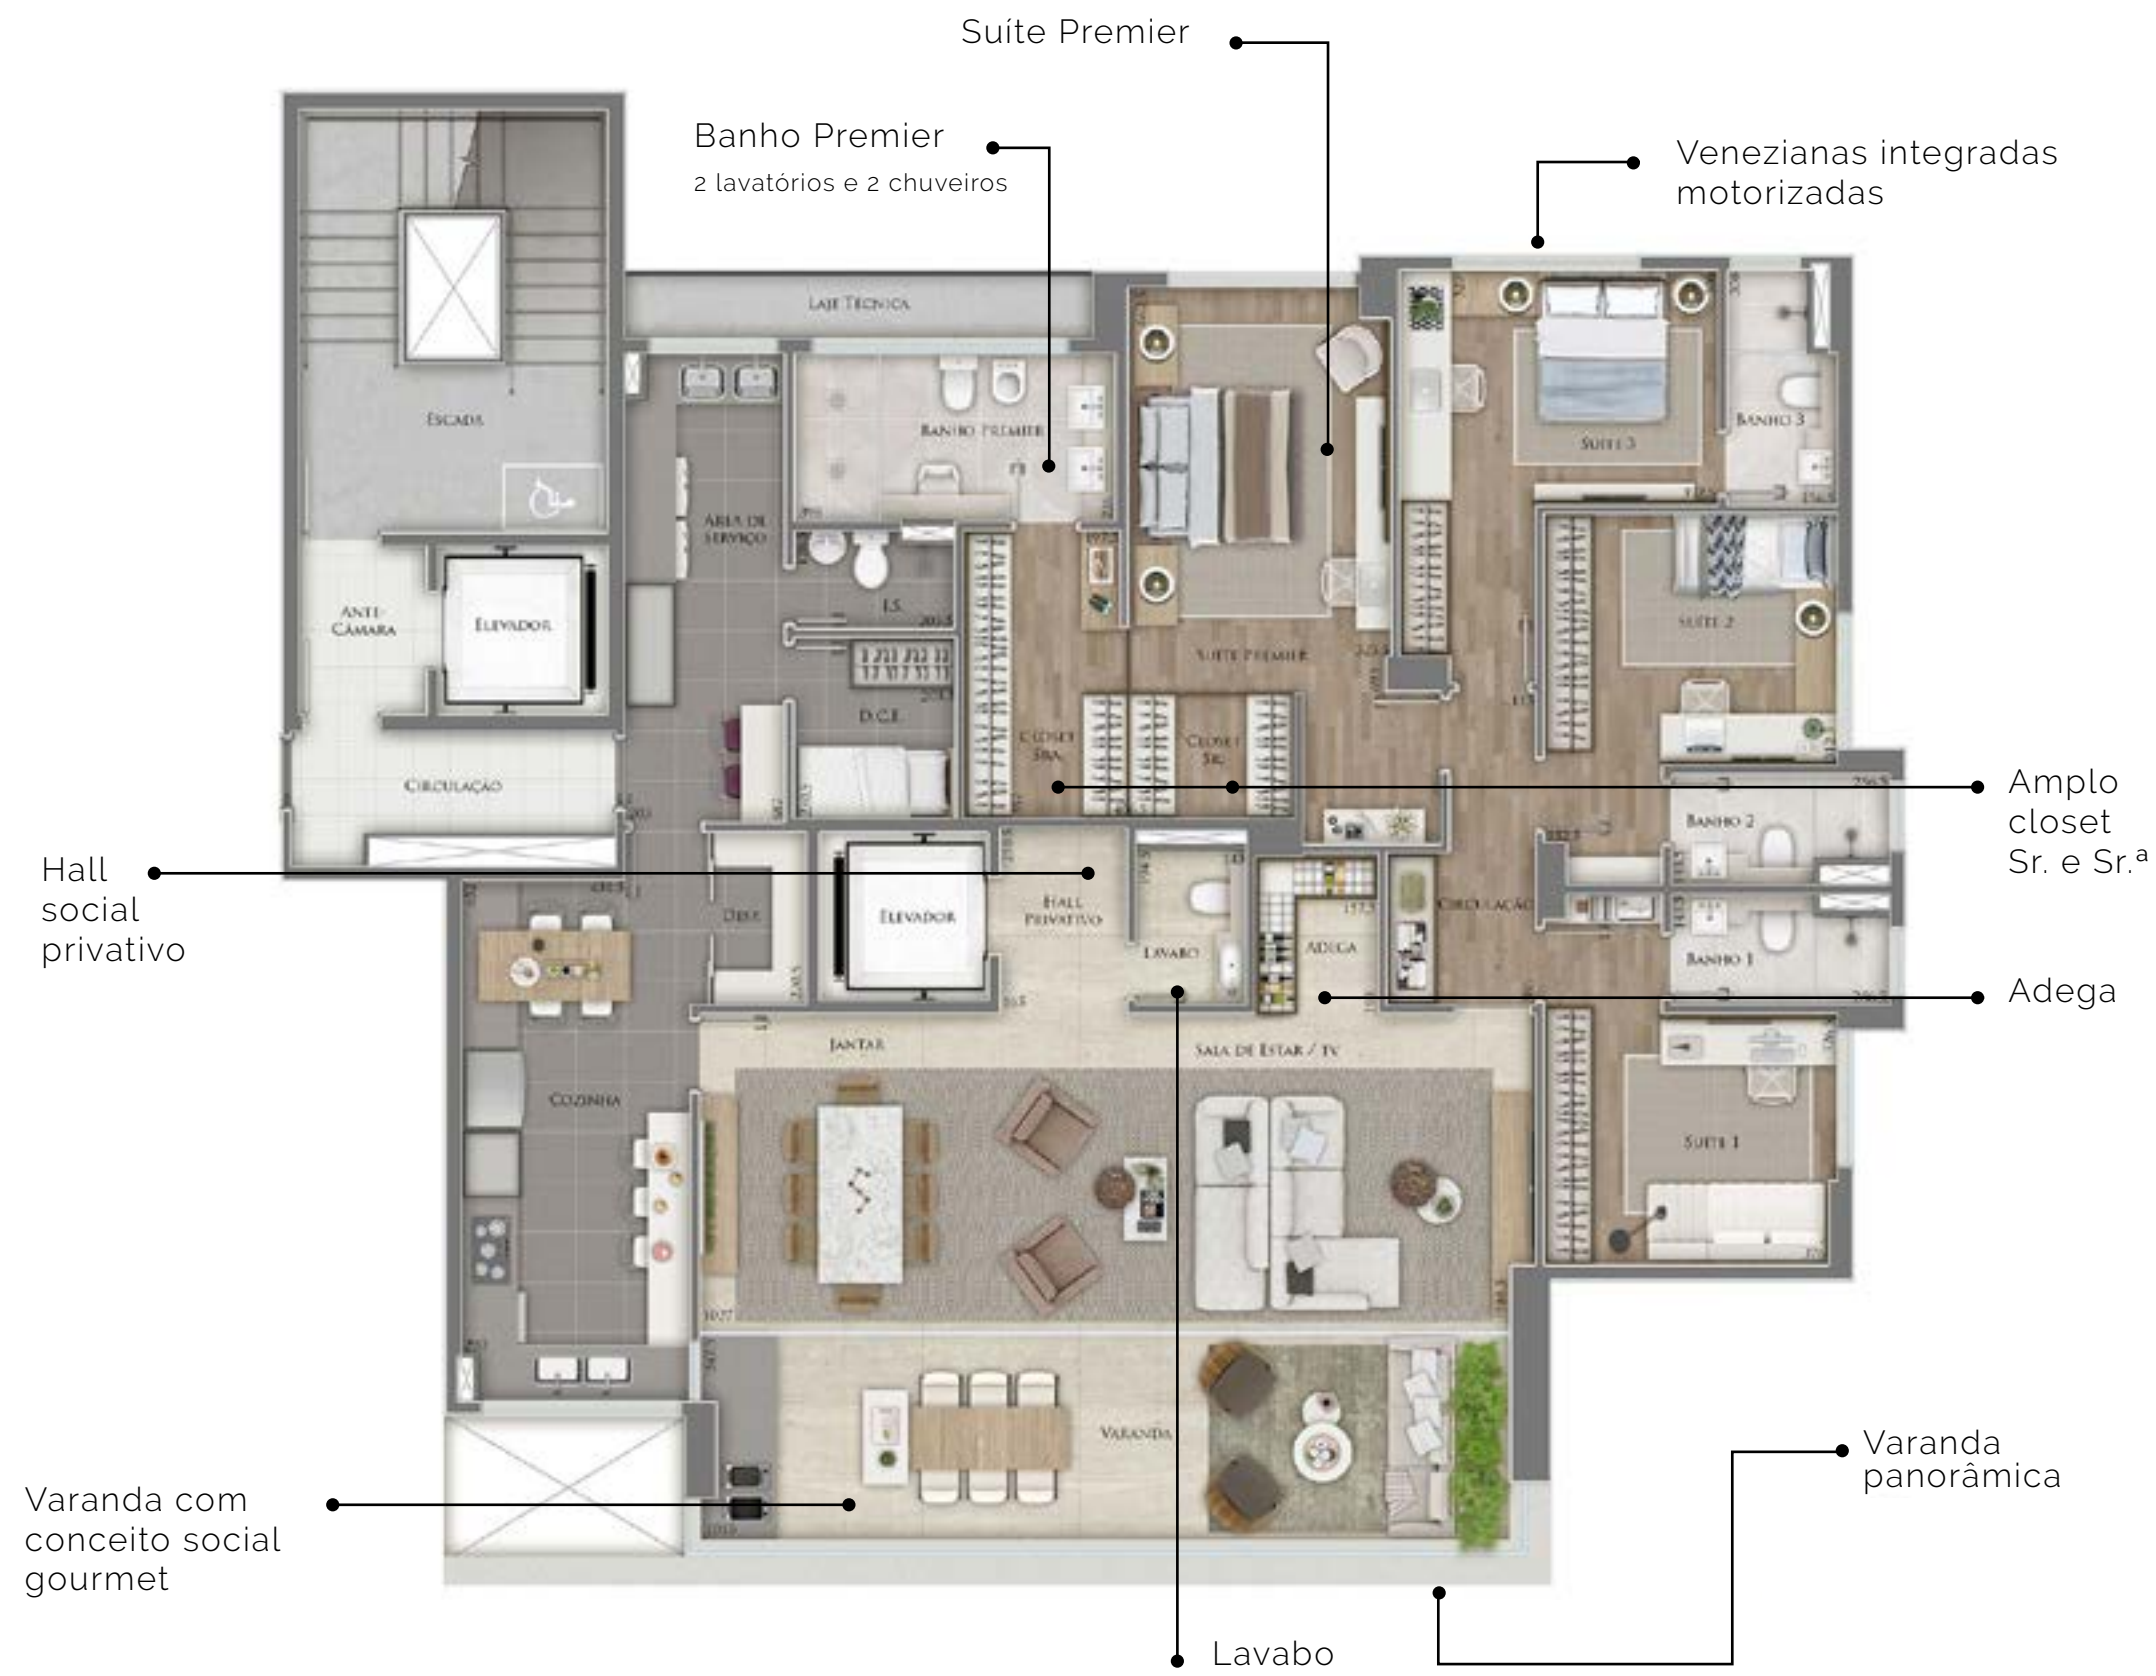 Suíte Premier
Banho Premier
2 lavatórios e 2 chuveiros
Venezianas integradas
motorizadas
LAJE TÉCNICA
ESCADA
BANHO PREMIER
BANHO 3
SUÍTE 3
ÁREA DE
SERVIÇO
ANTE-
CÂMARA
ELEVADOR
I.S.
SUÍTE 2
SUÍTE PREMIER
D.C.E.
CLOSET
SRA.
CLOSET
SR.
CIRCULAÇÃO
Amplo
closet
Sr. e Sr.ª
BANHO 2
Hall
social
privativo
DESP.
ELEVADOR
HALL
PRIVATIVO
LAVABO
ADEGA
CIRCULAÇÃO
BANHO 1
Adega
JANTAR
SALA DE ESTAR / TV
COZINHA
SUÍTE 1
VARANDA
Varanda
panorâmica
Varanda com
conceito social
gourmet
Lavabo